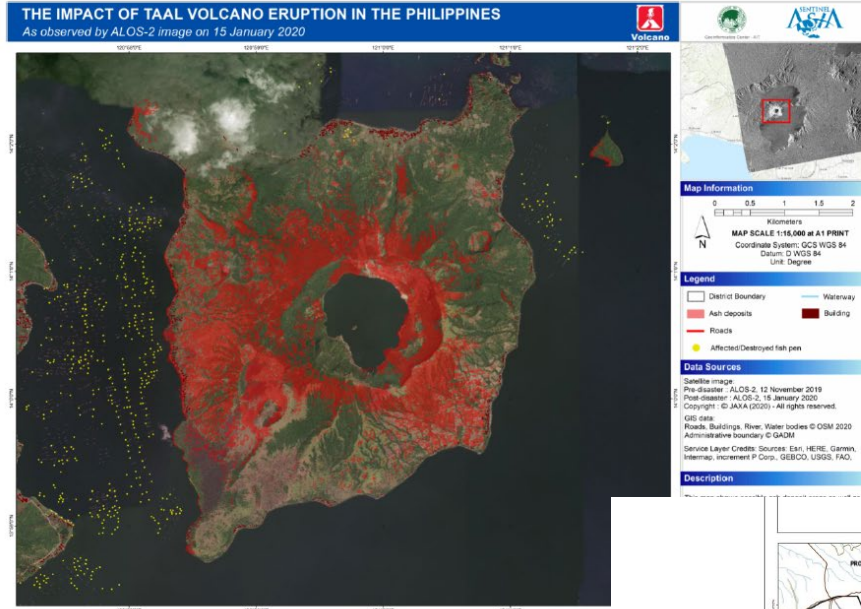 THE IMPACT OF TAAL VOLCANO ERUPTION IN THE PHILIPPINES
As observed by ALOS-2 image on 15 January 2020
Volcano
Geoinformatics Center - AIT
SENTINEL
ASIA
Map Information
0 0.5 1 1.5 2
Kilometers
N
MAP SCALE 1:15,000 at A1 PRINT
Coordinate System: GCS WGS 84
Datum: D WGS 84
Unit: Degree
Legend
District Boundary
Waterway
Ash deposits
Building
Roads
Affected/Destroyed fish pen
Data Sources
Satellite image:
Pre-disaster : ALOS-2, 12 November 2019
Post-disaster : ALOS-2, 15 January 2020
Copyright : © JAXA (2020) - All rights reserved.
GIS data:
Roads, Buildings, River, Water bodies © OSM 2020
Administrative boundary © GADM
Service Layer Credits: Sources: Esri, HERE, Garmin,
Intermap, increment P Corp., GEBCO, USGS, FAO,
Description
PRO